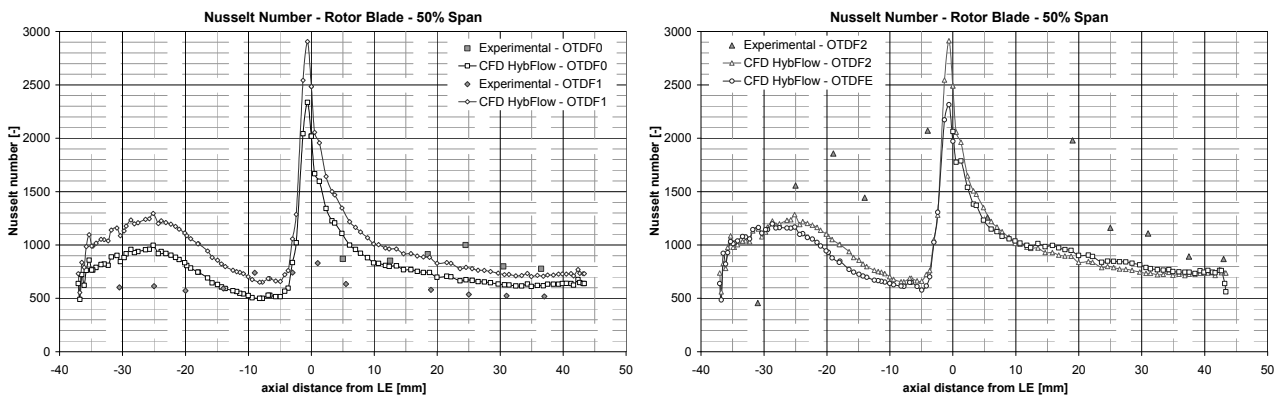 Nusselt Number - Rotor Blade - 50% Span
3000
2500
2000
1500
1000
500
0
Nusselt number [-]
-40 -30 -20 -10 0 10 20 30 40 50
axial distance from LE [mm]
Experimental - OTDF0
CFD HybFlow - OTDF0
Experimental - OTDF1
CFD HybFlow - OTDF1
Nusselt Number - Rotor Blade - 50% Span
3000
2500
2000
1500
1000
500
0
Nusselt number [-]
-40 -30 -20 -10 0 10 20 30 40 50
axial distance from LE [mm]
Experimental - OTDF2
CFD HybFlow - OTDF2
CFD HybFlow - OTDFE